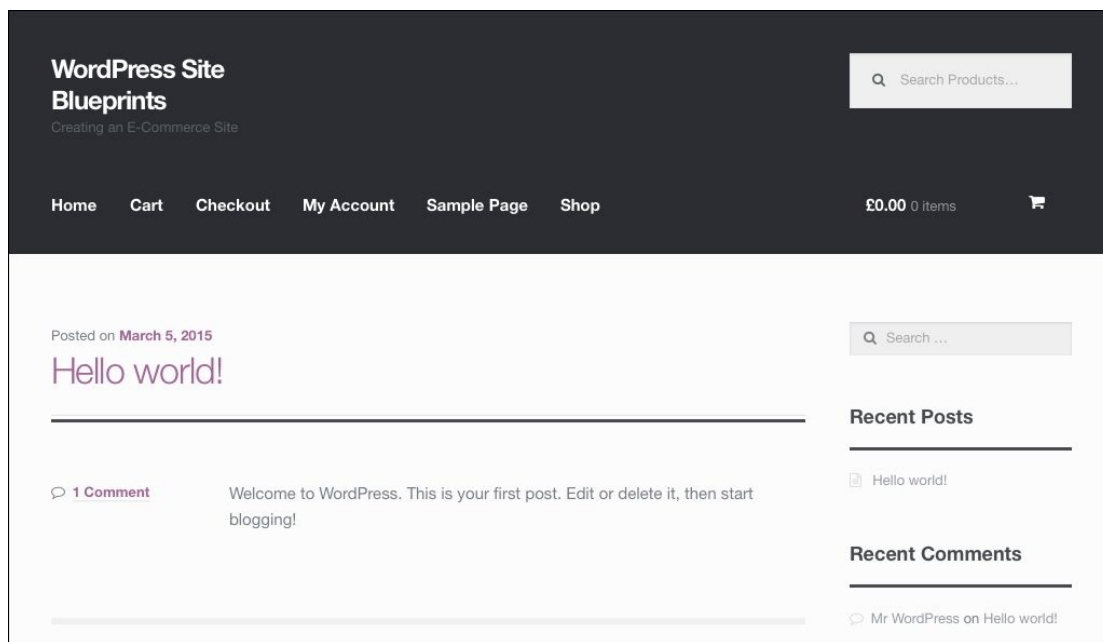 WordPress Site
Blueprints
Creating an E-Commerce Site
Search Products...
Home Cart Checkout My Account Sample Page Shop
£0.00 0 items
Posted on March 5, 2015
Hello world!
1 Comment
Welcome to WordPress. This is your first post. Edit or delete it, then start
blogging!
Search ...
Recent Posts
Hello world!
Recent Comments
Mr WordPress on Hello world!